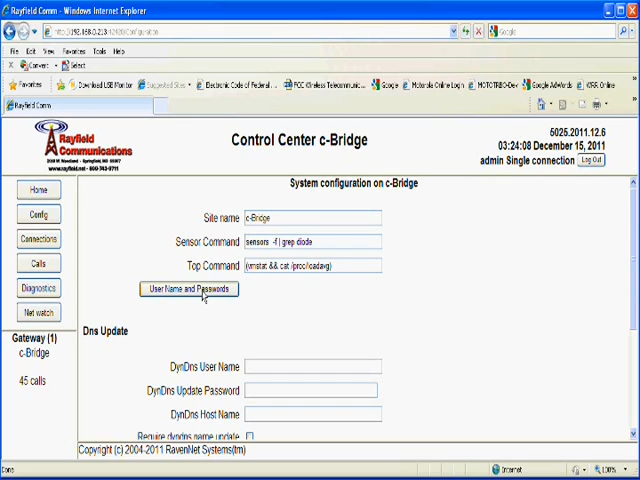 Rayfield Comm - Windows Internet Explorer
http://192.168.0.213:42420/Configuration
Google
File Edit View Favorites Tools Help
Convert Select
Favorites Download USB Monitor Suggested Sites Electronic Code of Federal... FCC Wireless Telecommunic... Google Motorola Online Login MOTOTRBO-Dev Google AdWords
Rayfield Comm
Rayfield
Communications
www.rayfield.net - 800-743-9711
Control Center c-Bridge
5025.2011.12.6
03:24:08 December 15, 2011
admin Single connection Log Out
Home
Config
Connections
Calls
Diagnostics
Net watch
Gateway (1)
c-Bridge
45 calls
System configuration on c-Bridge
Site name c-Bridge
Sensor Command sensors -f | grep diode
Top Command (vmstat && cat /proc/loadavg)
User Name and Passwords
Dns Update
DynDns User Name
DynDns Update Password
DynDns Host Name
Require dyndns name update
Copyright (c) 2004-2011 RavenNet Systems(tm)
Done
Internet
100%